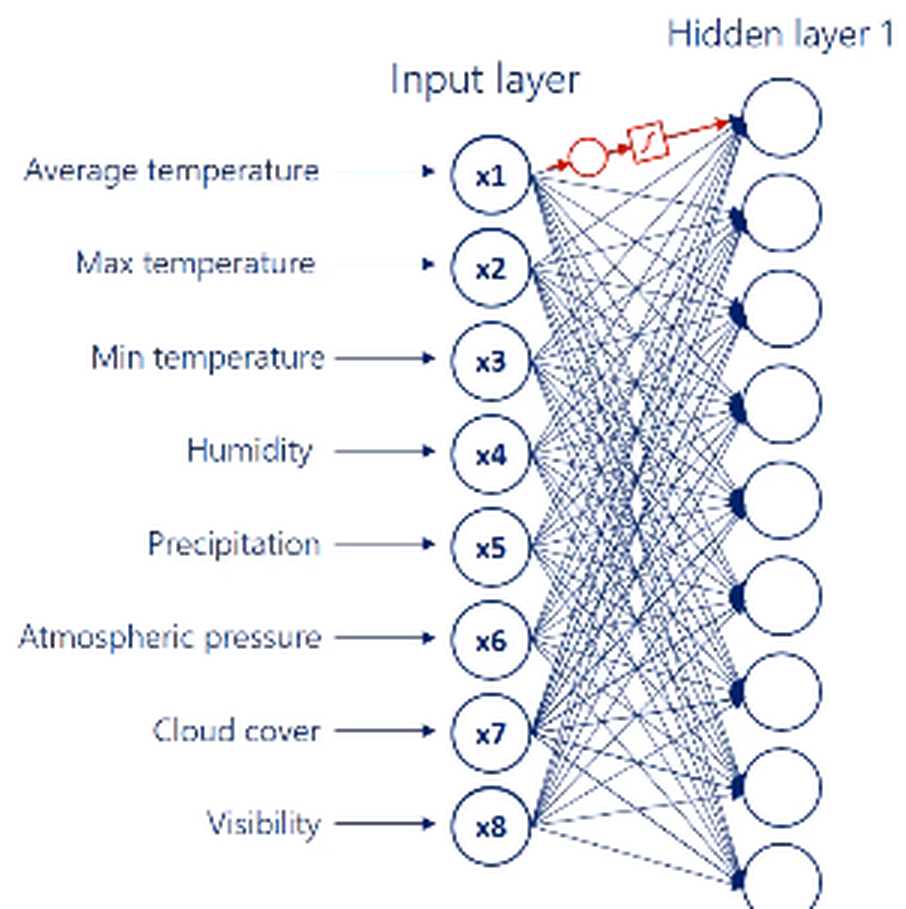 Hidden layer 1
Input layer
Average temperature
x1
Max temperature
x2
Min temperature
x3
Humidity
x4
Precipitation
x5
Atmospheric pressure
x6
Cloud cover
x7
Visibility
x8